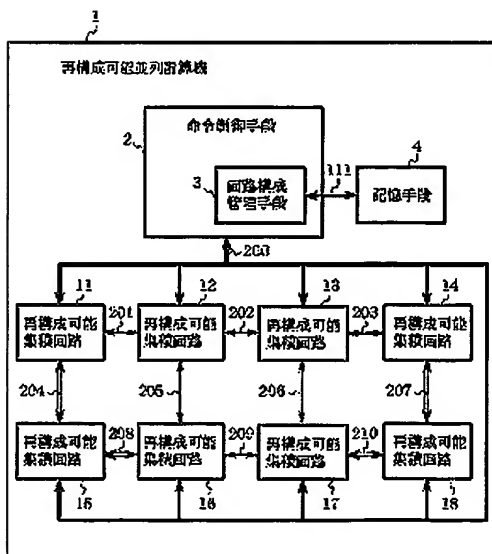 1
再構成可能並列計算機
命令制御手段
2
4
3
回路構成
管理手段
111
記憶手段
200
11
12
13
14
再構成可能
集積回路
201
再構成可能
集積回路
202
再構成可能
集積回路
203
再構成可能
集積回路
204
205
206
207
再構成可能
集積回路
208
再構成可能
集積回路
209
再構成可能
集積回路
210
再構成可能
集積回路
15
16
17
18